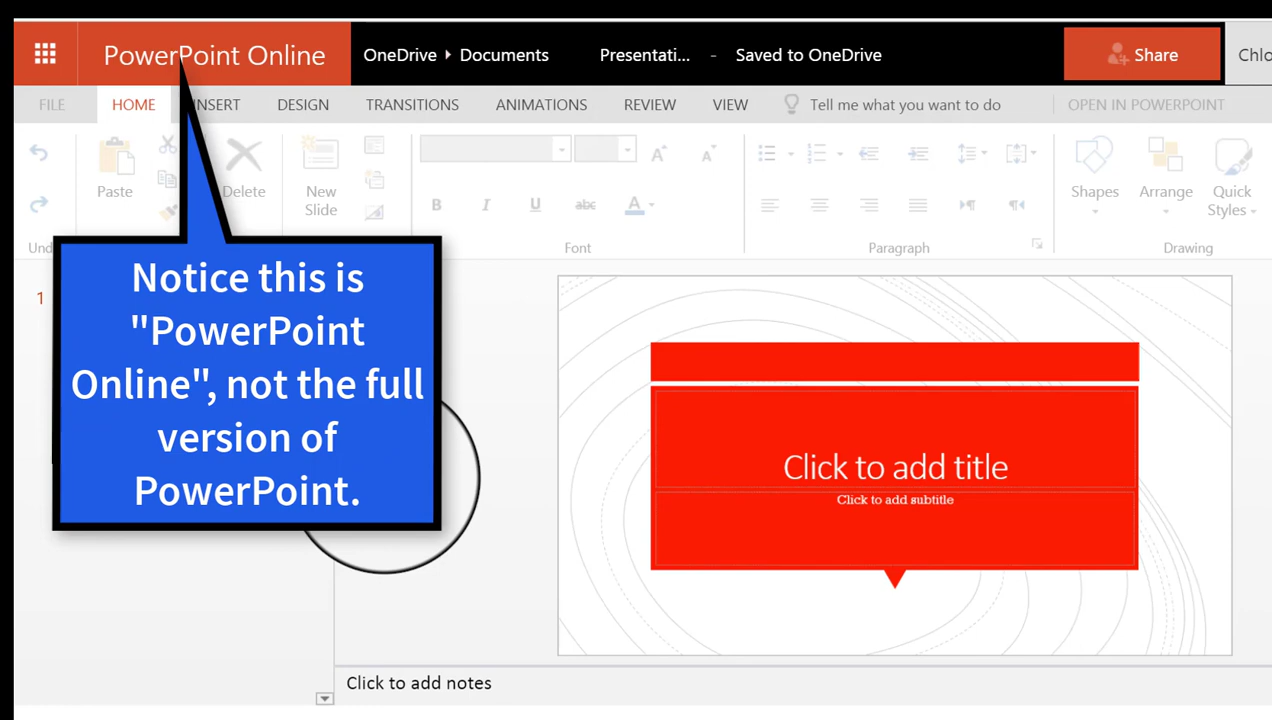 PowerPoint Online OneDrive Documents Presentati... - Saved to OneDrive Share
FILE HOME INSERT DESIGN TRANSITIONS ANIMATIONS REVIEW VIEW Tell me what you want to do OPEN IN POWERPOINT
Paste Delete New Slide B I U abc A A A Shapes Arrange Quick Styles
Font Paragraph Drawing
Notice this is
"PowerPoint
Online", not the full
version of
PowerPoint.
1
Click to add title
Click to add subtitle
Click to add notes